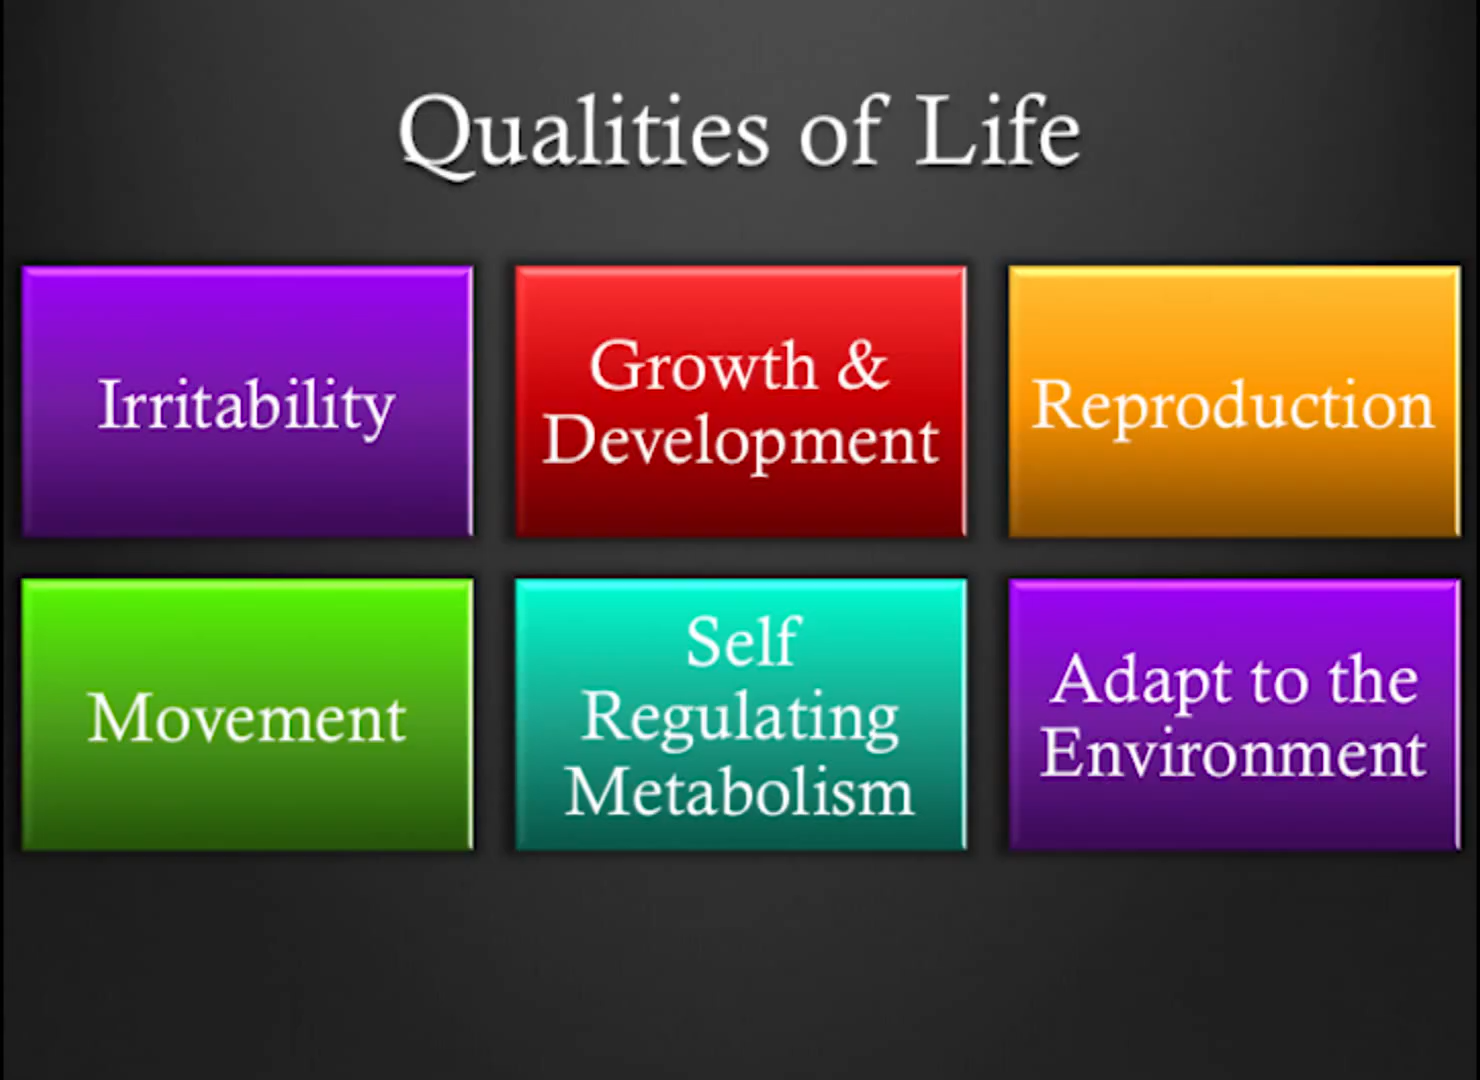 Qualities of Life
Irritability
Growth &
Development
Reproduction
Movement
Self
Regulating
Metabolism
Adapt to the
Environment